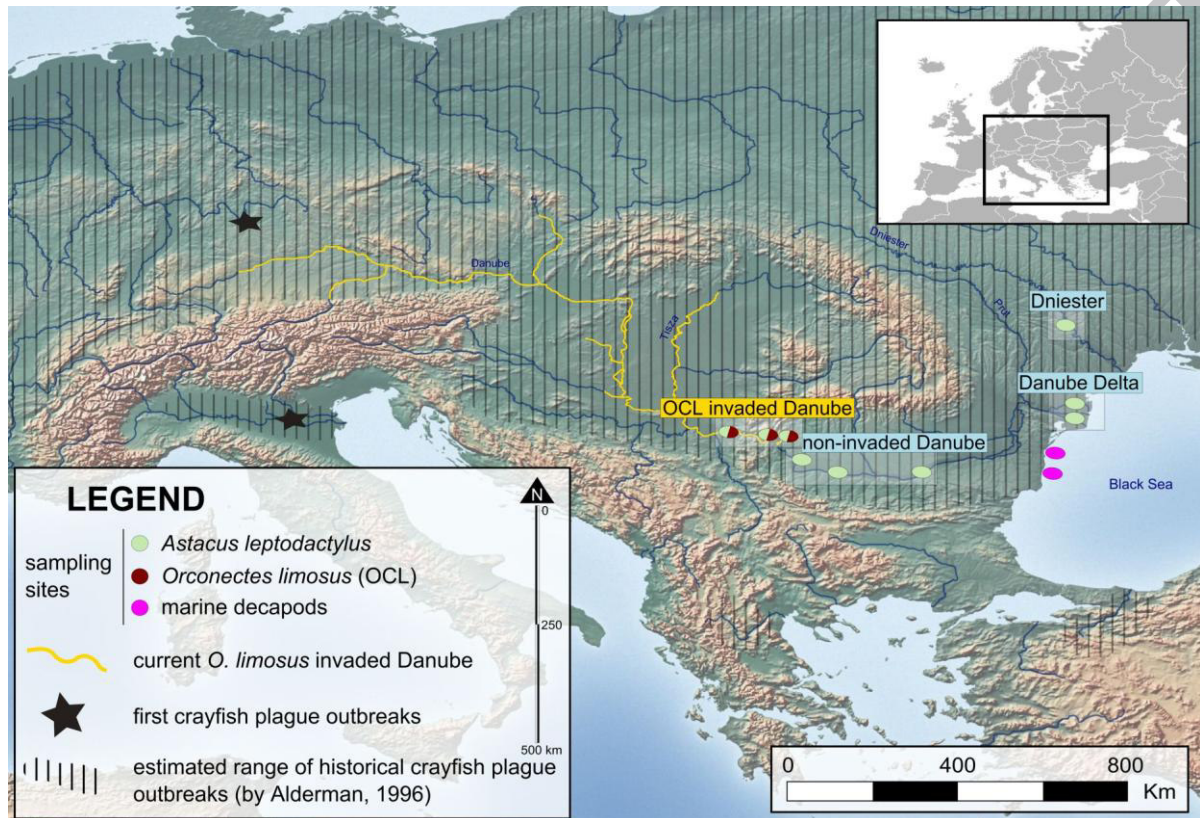 Danube
Dniester
Tisza
Prut
Dniester
Danube Delta
OCL invaded Danube
non-invaded Danube
Black Sea
LEGEND
sampling
sites
Astacus leptodactylus
Orconectes limosus (OCL)
marine decapods
current O. limosus invaded Danube
first crayfish plague outbreaks
estimated range of historical crayfish plague
outbreaks (by Alderman, 1996)
N
0
250
500 km
0 400 800
Km